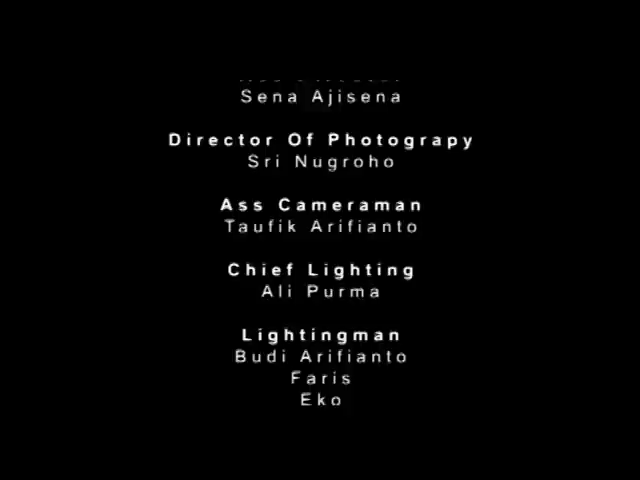 Sena Ajisena
Director Of Photograpy
Sri Nugroho
Ass Cameraman
Taufik Arifianto
Chief Lighting
Ali Purma
Lightingman
Budi Arifianto
Faris
Eko